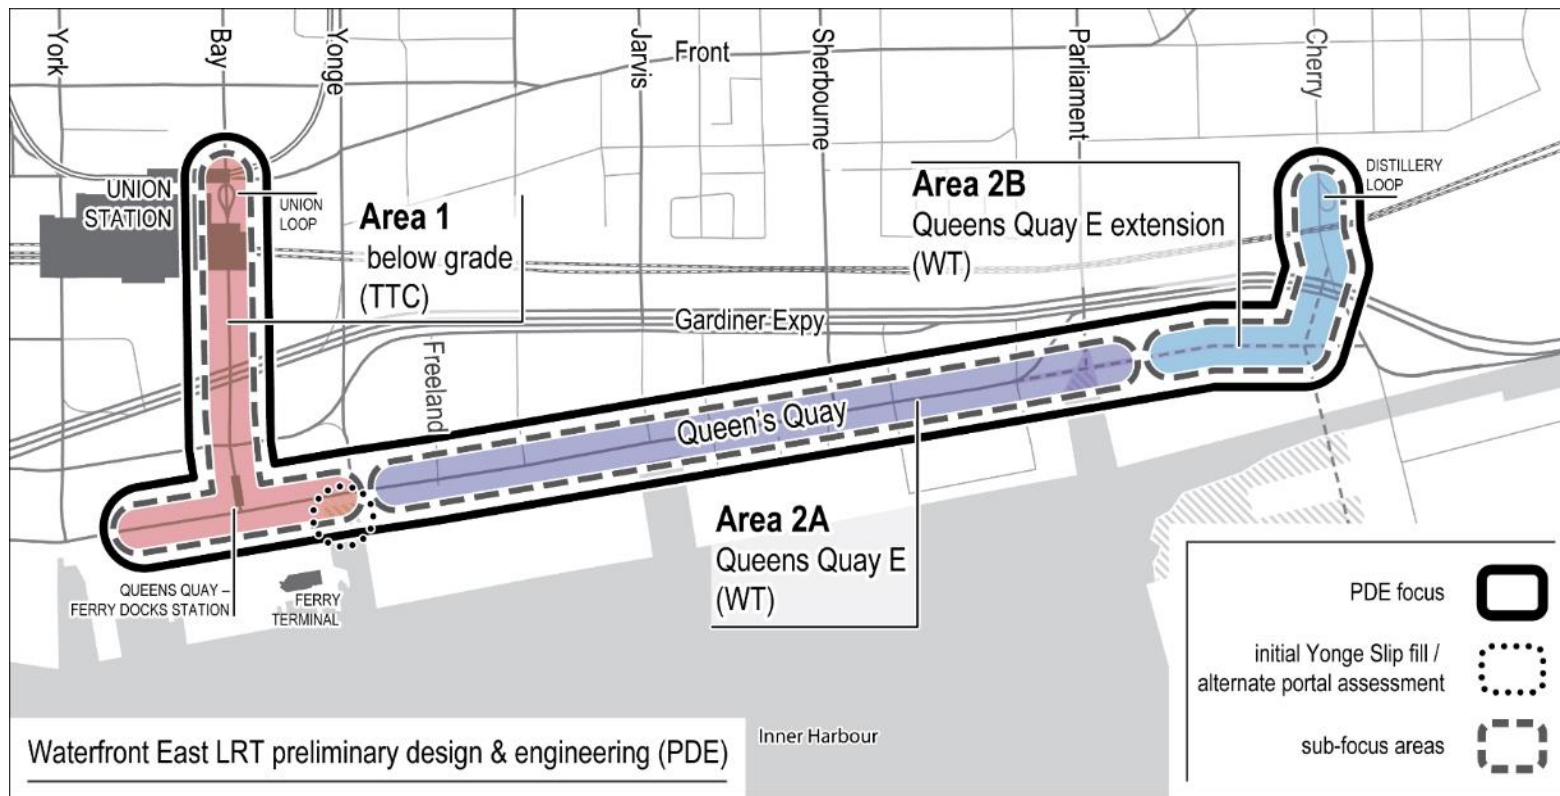 York
Bay
Yonge
Jarvis
Front
Sherbourne
Parliament
Cherry
UNION
STATION
UNION
LOOP
Area 1
below grade
(TTC)
Area 2B
Queens Quay E extension
(WT)
DISTILLERY
LOOP
Gardiner Expy
Freeland
Queen's Quay
Area 2A
Queens Quay E
(WT)
QUEENS QUAY –
FERRY DOCKS STATION
FERRY
TERMINAL
PDE focus
initial Yonge Slip fill /
alternate portal assessment
sub-focus areas
Inner Harbour
Waterfront East LRT preliminary design & engineering (PDE)